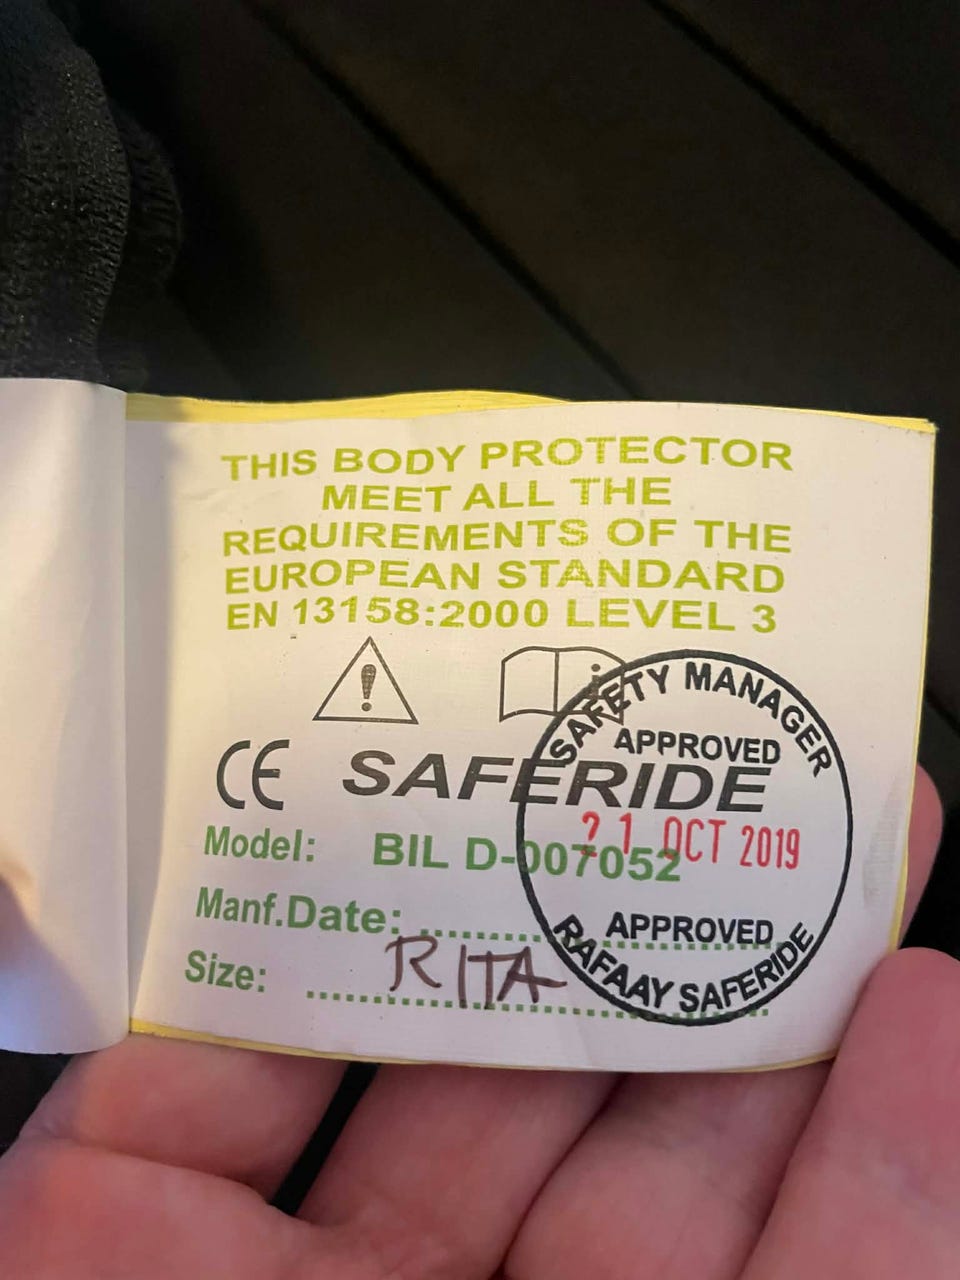 THIS BODY PROTECTOR
MEET ALL THE
REQUIREMENTS OF THE
EUROPEAN STANDARD
EN 13158:2000 LEVEL 3
i
SAFETY MANAGER
APPROVED
CE SAFERIDE
21 OCT 2019
Model: BIL D-007052
Manf.Date:
APPROVED
Size: RITA
RAFAAY SAFERIDE